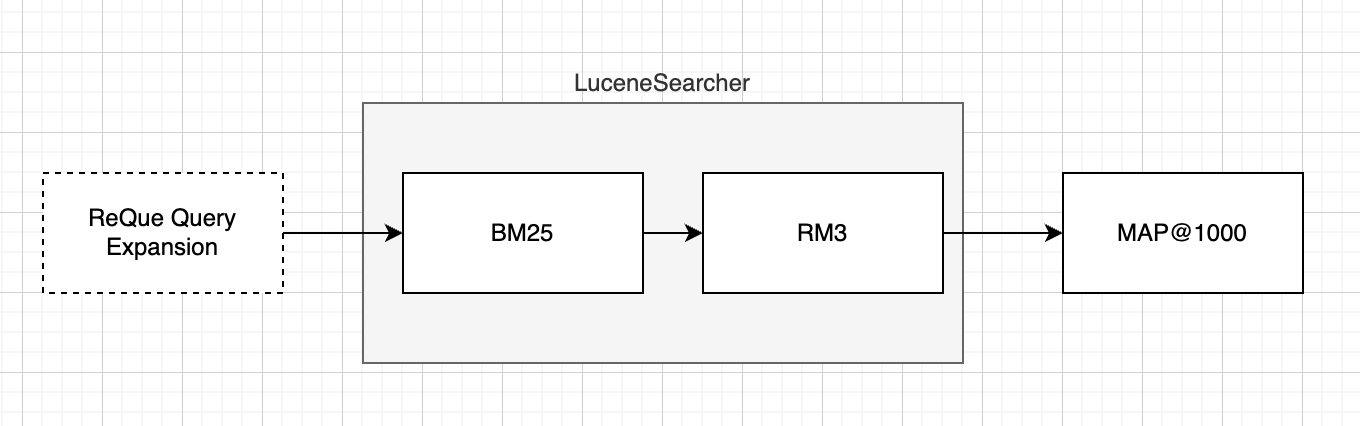 LuceneSearcher
ReQue Query
Expansion
BM25
RM3
MAP@1000